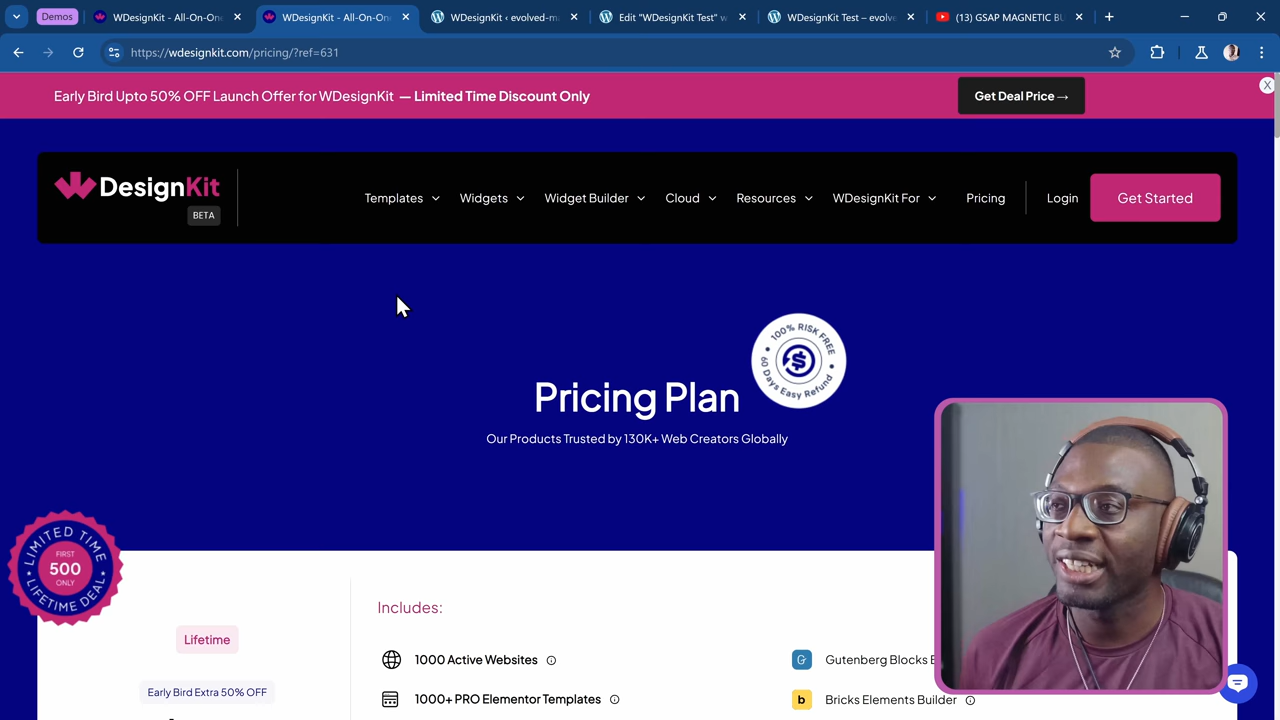 Demos
WDesignKit - All-On-On
WDesignKit - All-On-On
WDesignKit ‹ evolved-ma
Edit "WDesignKit Test" w
WDesignKit Test – evolve
(13) GSAP MAGNETIC BU
https://wdesignkit.com/pricing/?ref=631
Early Bird Upto 50% OFF Launch Offer for WDesignKit — Limited Time Discount Only
Get Deal Price →
X
DesignKit
BETA
Templates
Widgets
Widget Builder
Cloud
Resources
WDesignKit For
Pricing
Login
Get Started
100% RISK FREE
60 Days Easy Refund
Pricing Plan
Our Products Trusted by 130K+ Web Creators Globally
LIMITED TIME
FIRST
500
ONLY
LIFETIME DEAL
Includes:
Lifetime
1000 Active Websites
Gutenberg Blocks
Early Bird Extra 50% OFF
1000+ PRO Elementor Templates
b
Bricks Elements Builder